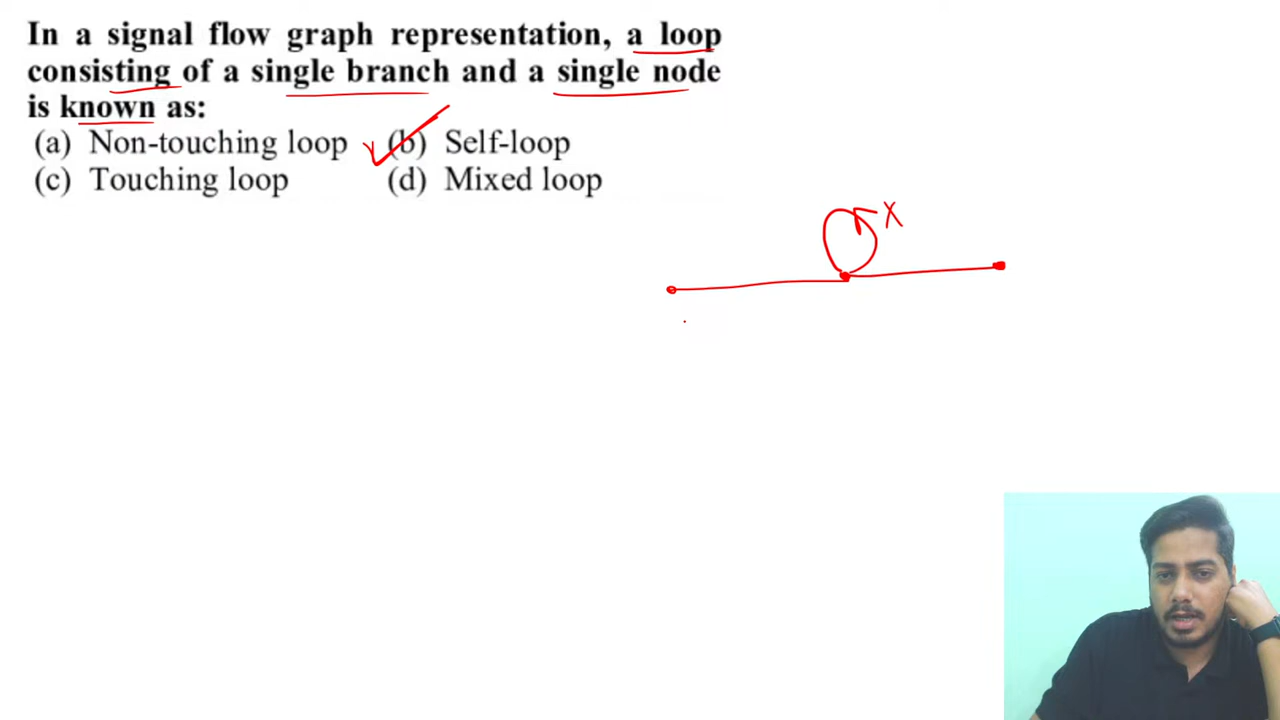 In a signal flow graph representation, a loop
consisting of a single branch and a single node
is known as:
(a) Non-touching loop (b) Self-loop
(c) Touching loop (d) Mixed loop
X